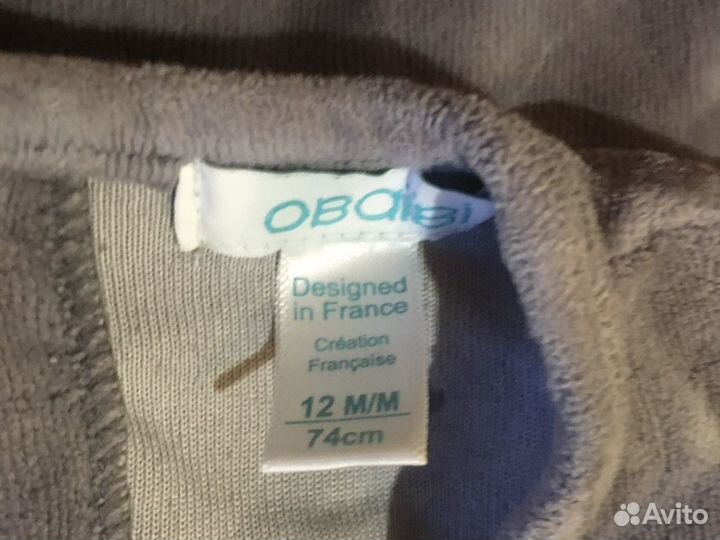 OBAIBI
Designed
in France
Création
Française
12 M/M
74cm
Avito